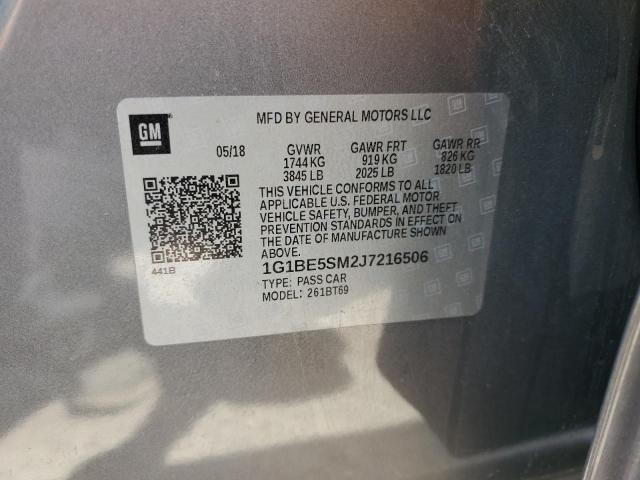 GM
MFD BY GENERAL MOTORS LLC
05/18 GVWR GAWR FRT GAWR RR
1744 KG 919 KG 826 KG
3845 LB 2025 LB 1820 LB
THIS VEHICLE CONFORMS TO ALL
APPLICABLE U.S. FEDERAL MOTOR
VEHICLE SAFETY, BUMPER, AND THEFT
PREVENTION STANDARDS IN EFFECT ON
THE DATE OF MANUFACTURE SHOWN
ABOVE.
441B
1G1BE5SM2J7216506
TYPE: PASS CAR
MODEL: 261BT69